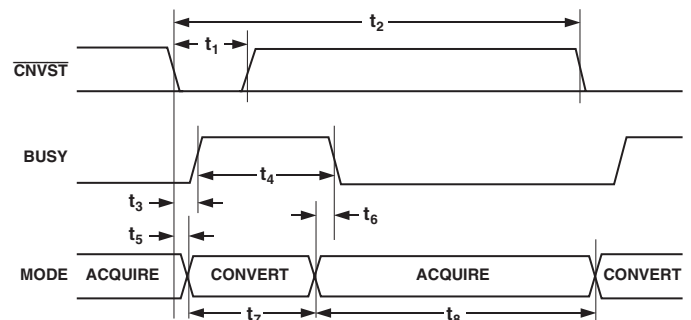 t2
t1
CNVST
BUSY
t4
t3
t6
t5
MODE ACQUIRE CONVERT ACQUIRE CONVERT
t7 t8